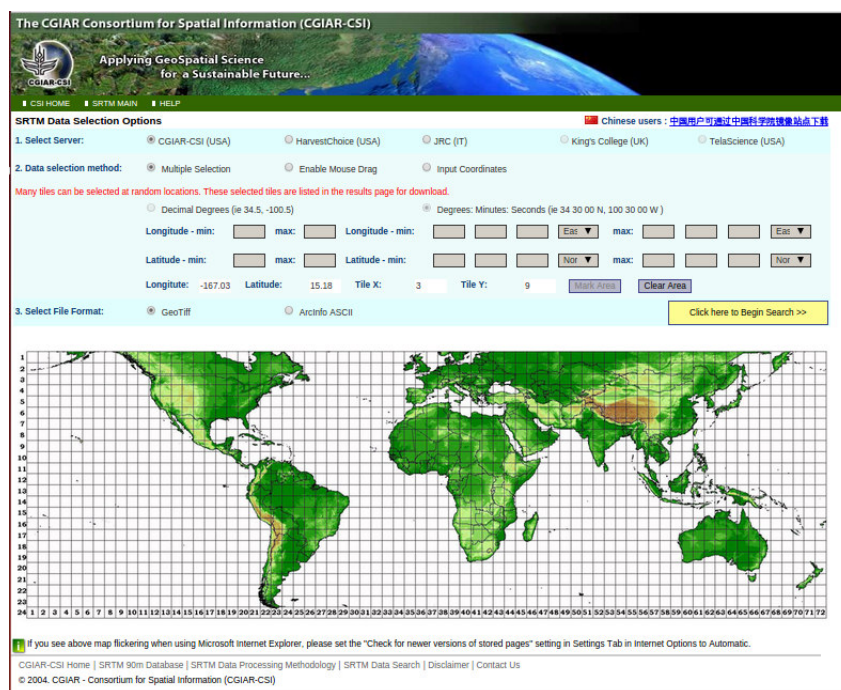 The CGIAR Consortium for Spatial Information (CGIAR-CSI)
Applying GeoSpatial Science
for a Sustainable Future...
CGIAR-CSI
CSI HOME SRTM MAIN HELP
SRTM Data Selection Options Chinese users : 中国用户可通过中国科学院镜像站点下载
1. Select Server: CGIAR-CSI (USA) HarvestChoice (USA) JRC (IT) King's College (UK) TelaScience (USA)
2. Data selection method: Multiple Selection Enable Mouse Drag Input Coordinates
Many tiles can be selected at random locations. These selected tiles are listed in the results page for download.
Decimal Degrees (ie 34.5, -100.5) Degrees: Minutes: Seconds (ie 34 30 00 N, 100 30 00 W )
Longitude - min: max: Longitude - min: Eas ▼ max: Eas ▼
Latitude - min: max: Latitude - min: Nor ▼ max: Nor ▼
Longitute: -167.03 Latitude: 15.18 Tile X: 3 Tile Y: 9 Mark Area Clear Area
3. Select File Format: GeoTiff ArcInfo ASCII Click here to Begin Search >>
1
2
3
4
5
6
7
8
9
10
11
12
13
14
15
16
17
18
19
20
21
22
23
24 1 2 3 4 5 6 7 8 9 10 11 12 13 14 15 16 17 18 19 20 21 22 23 24 25 26 27 28 29 30 31 32 33 34 35 36 37 38 39 40 41 42 43 44 45 46 47 48 49 50 51 52 53 54 55 56 57 58 59 60 61 62 63 64 65 66 67 68 69 70 71 72
If you see above map flickering when using Microsoft Internet Explorer, please set the "Check for newer versions of stored pages" setting in Settings Tab in Internet Options to Automatic.
CGIAR-CSI Home | SRTM 90m Database | SRTM Data Processing Methodology | SRTM Data Search | Disclaimer | Contact Us
© 2004. CGIAR - Consortium for Spatial Information (CGIAR-CSI)